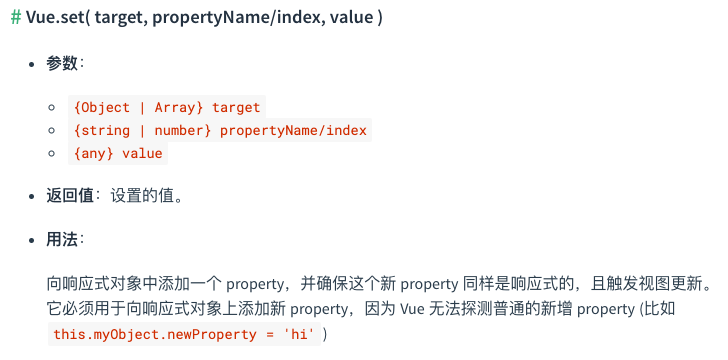 # Vue.set( target, propertyName/index, value )
参数：
{Object | Array} target
{string | number} propertyName/index
{any} value
返回值：设置的值。
用法：
向响应式对象中添加一个 property，并确保这个新 property 同样是响应式的，且触发视图更新。
它必须用于向响应式对象上添加新 property，因为 Vue 无法探测普通的新增 property (比如
this.myObject.newProperty = 'hi' )